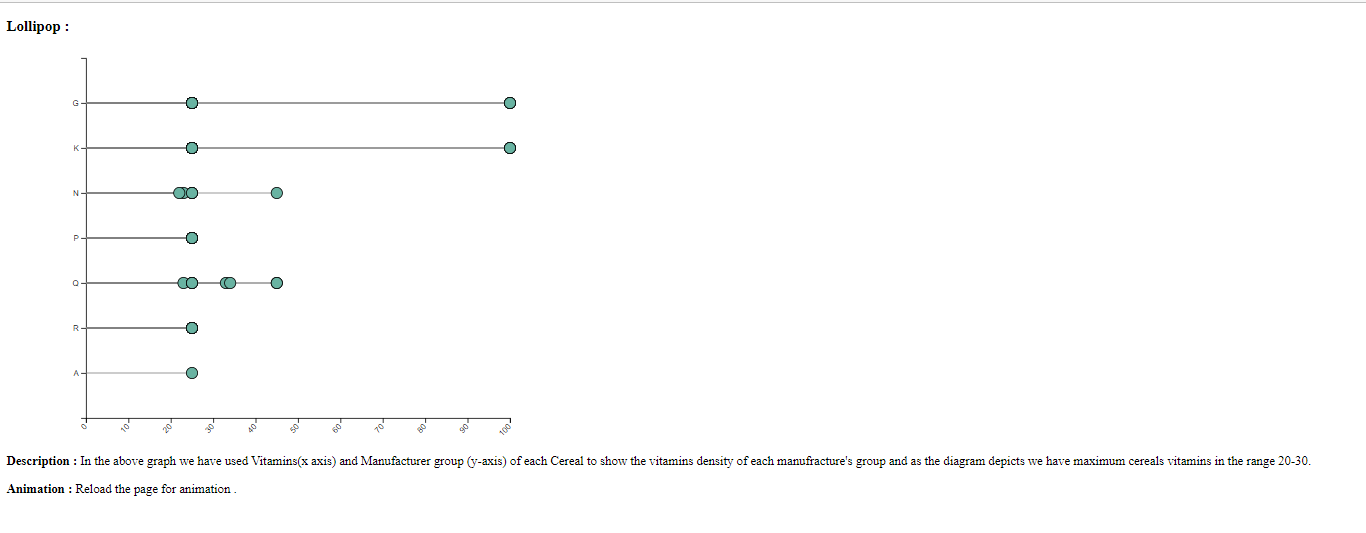 Lollipop :
G
K
N
P
Q
R
A
0 10 20 30 40 50 60 70 80 90 100
Description : In the above graph we have used Vitamins(x axis) and Manufacturer group (y-axis) of each Cereal to show the vitamins density of each manufracture's group and as the diagram depicts we have maximum cereals vitamins in the range 20-30.
Animation : Reload the page for animation .